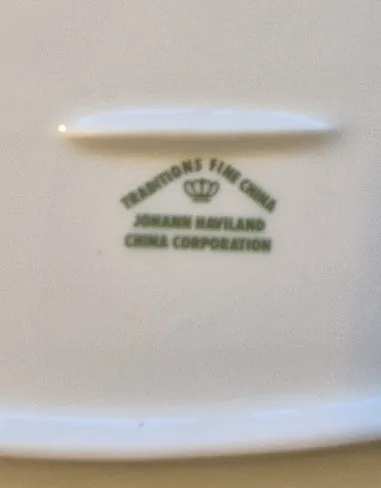 TRADITIONS FINE CHINA
JOHANN HAVILAND
CHINA CORPORATION